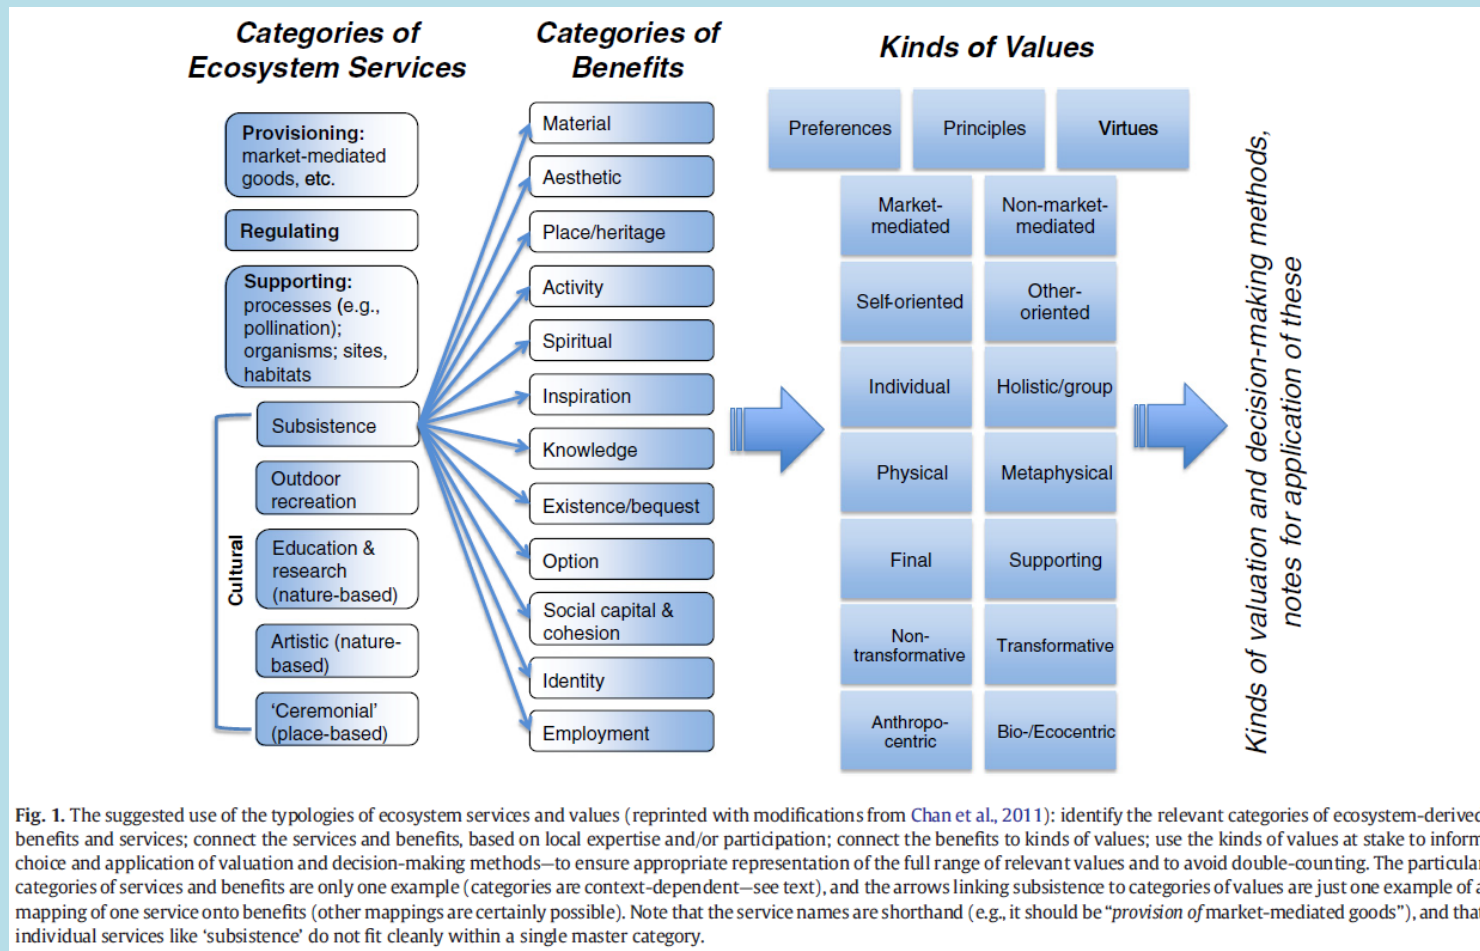 Categories of
Ecosystem Services
Provisioning:
market-mediated
goods, etc.
Regulating
Supporting:
processes (e.g.,
pollination);
organisms; sites,
habitats
Cultural
Subsistence
Outdoor
recreation
Education &
research
(nature-based)
Artistic (nature-
based)
‘Ceremonial’
(place-based)
Categories of
Benefits
Material
Aesthetic
Place/heritage
Activity
Spiritual
Inspiration
Knowledge
Existence/bequest
Option
Social capital &
cohesion
Identity
Employment
Kinds of Values
Preferences
Principles
Virtues
Market-
mediated
Non-market-
mediated
Self-oriented
Other-
oriented
Individual
Holistic/group
Physical
Metaphysical
Final
Supporting
Non-
transformative
Transformative
Anthropo-
centric
Bio-/Ecocentric
Kinds of valuation and decision-making methods,
notes for application of these
Fig. 1. The suggested use of the typologies of ecosystem services and values (reprinted with modifications from Chan et al., 2011): identify the relevant categories of ecosystem-derived
benefits and services; connect the services and benefits, based on local expertise and/or participation; connect the benefits to kinds of values; use the kinds of values at stake to inform
choice and application of valuation and decision-making methods—to ensure appropriate representation of the full range of relevant values and to avoid double-counting. The particular
categories of services and benefits are only one example (categories are context-dependent—see text), and the arrows linking subsistence to categories of values are just one example of a
mapping of one service onto benefits (other mappings are certainly possible). Note that the service names are shorthand (e.g., it should be “provision of market-mediated goods”), and that
individual services like ‘subsistence’ do not fit cleanly within a single master category.